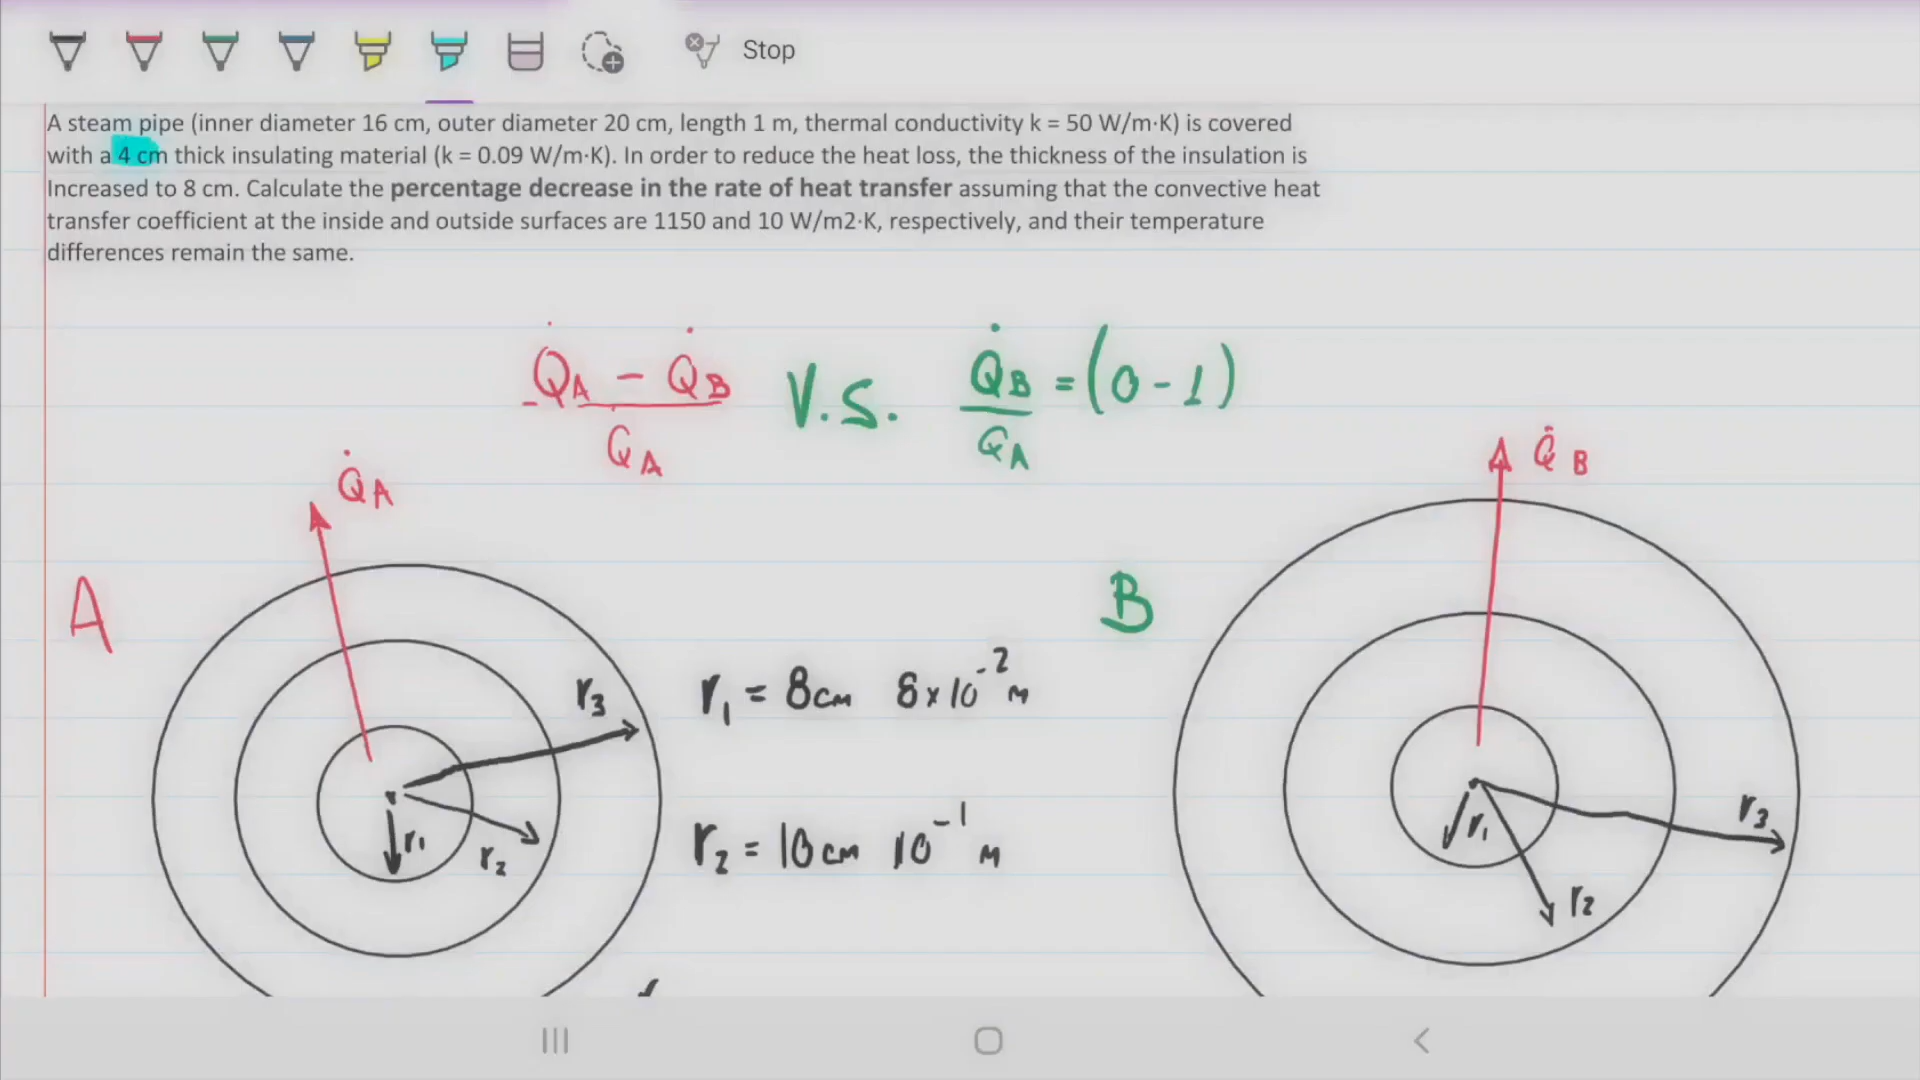 Stop
A steam pipe (inner diameter 16 cm, outer diameter 20 cm, length 1 m, thermal conductivity k = 50 W/m·K) is covered
with a 4 cm thick insulating material (k = 0.09 W/m·K). In order to reduce the heat loss, the thickness of the insulation is
Increased to 8 cm. Calculate the percentage decrease in the rate of heat transfer assuming that the convective heat
transfer coefficient at the inside and outside surfaces are 1150 and 10 W/m2·K, respectively, and their temperature
differences remain the same.
Q̇A - Q̇B
QA
V.S.
Q̇B = (0-1)
QA
Q̇A
Q̇B
A
B
r3
r1 = 8cm 8×10^-2 м
r1
r2
r2 = 10cm 10^-1 м
r3
r1
r2